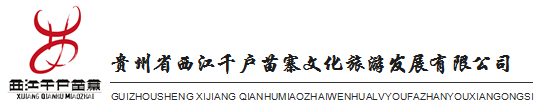 西江千户苗寨
XIJIANG QIANHU MIAOZHAI
贵州省西江千户苗寨文化旅游发展有限公司
GUIZHOUSHENG XIJIANG QIANHUMIAOZHAIWENHUALVYOUFAZHANYOUXIANGONGSI